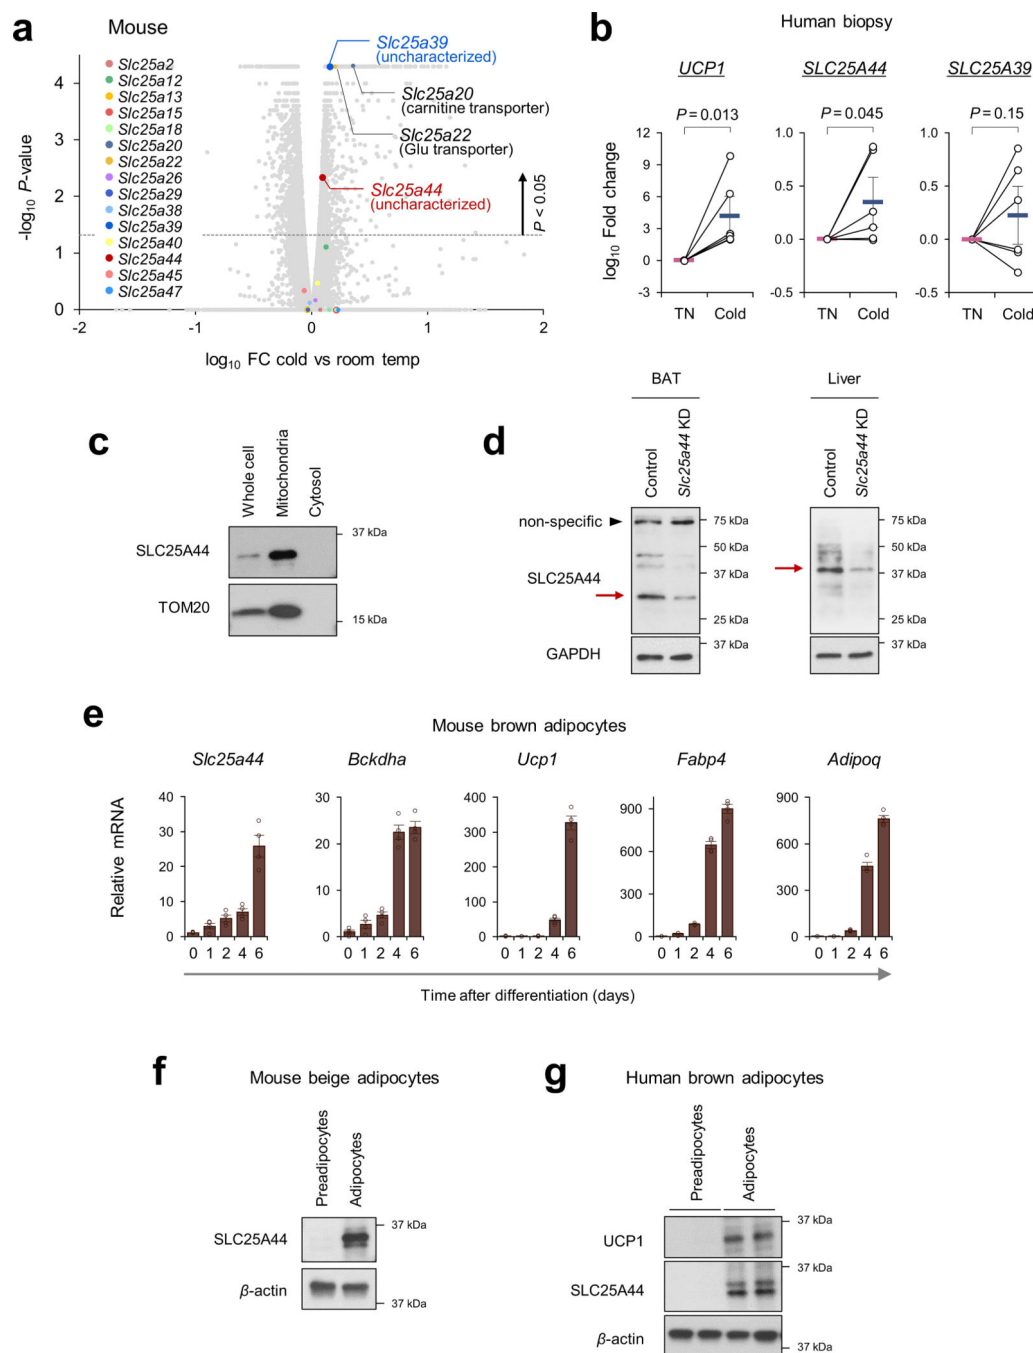 a
Mouse
Slc25a2
Slc25a12
Slc25a13
Slc25a15
Slc25a18
Slc25a20
Slc25a22
Slc25a26
Slc25a29
Slc25a38
Slc25a39
Slc25a40
Slc25a44
Slc25a45
Slc25a47
Slc25a39
(uncharacterized)
Slc25a20
(carnitine transporter)
Slc25a22
(Glu transporter)
Slc25a44
(uncharacterized)
P < 0.05
-log10 P-value
4
3
2
1
0
-2
-1
0
1
2
log10 FC cold vs room temp
b
Human biopsy
UCP1
SLC25A44
SLC25A39
P = 0.013
P = 0.045
P = 0.15
log10 Fold change
12
9
6
3
0
-3
1.0
0.5
0.0
-0.5
1.0
0.5
0.0
-0.5
TN Cold
TN Cold
TN Cold
c
Whole cell
Mitochondria
Cytosol
SLC25A44
37 kDa
TOM20
15 kDa
d
BAT
Liver
Control
Slc25a44 KD
Control
Slc25a44 KD
non-specific
75 kDa
50 kDa
37 kDa
25 kDa
37 kDa
SLC25A44
GAPDH
75 kDa
50 kDa
37 kDa
25 kDa
37 kDa
e
Mouse brown adipocytes
Slc25a44
Bckdha
Ucp1
Fabp4
Adipoq
Relative mRNA
40
30
20
10
0
30
20
10
0
400
300
200
100
0
900
600
300
0
900
600
300
0
0 1 2 4 6
0 1 2 4 6
0 1 2 4 6
0 1 2 4 6
0 1 2 4 6
Time after differentiation (days)
f
Mouse beige adipocytes
Preadipocytes
Adipocytes
SLC25A44
37 kDa
β-actin
37 kDa
g
Human brown adipocytes
Preadipocytes
Adipocytes
UCP1
37 kDa
SLC25A44
37 kDa
β-actin
37 kDa